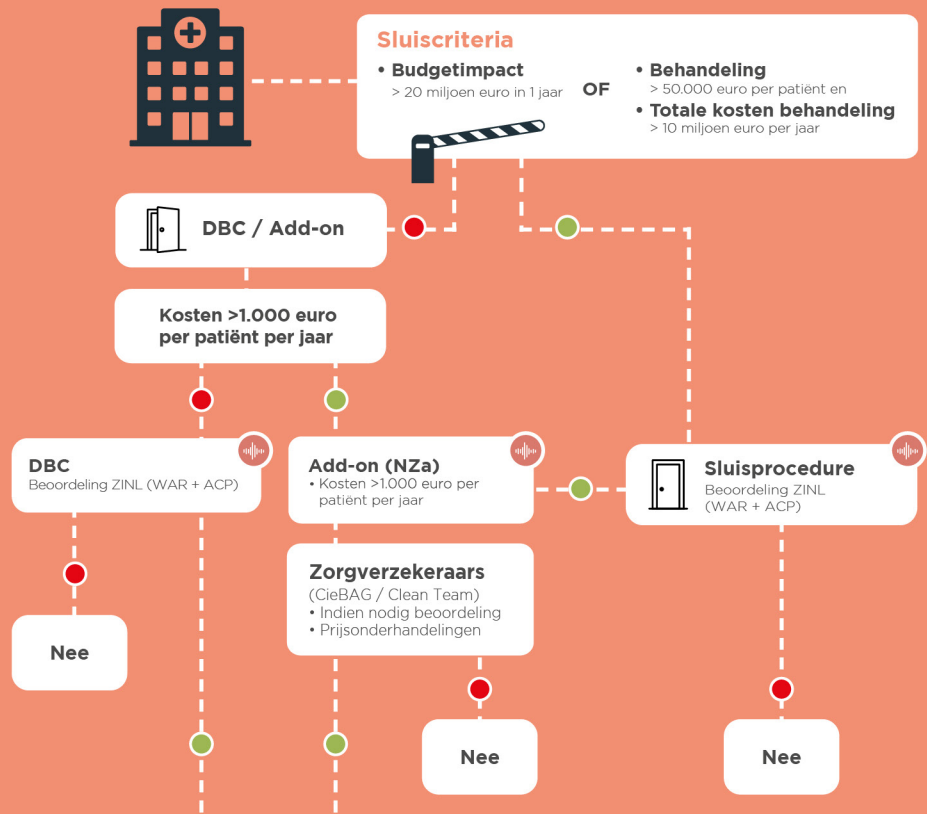 Sluiscriteria
• Budgetimpact
> 20 miljoen euro in 1 jaar
OF
• Behandeling
> 50.000 euro per patiënt en
• Totale kosten behandeling
> 10 miljoen euro per jaar
DBC / Add-on
Kosten >1.000 euro
per patiënt per jaar
DBC
Beoordeling ZINL (WAR + ACP)
Add-on (NZa)
• Kosten >1.000 euro per
patiënt per jaar
Sluisprocedure
Beoordeling ZINL
(WAR + ACP)
Zorgverzekeraars
(CieBAG / Clean Team)
• Indien nodig beoordeling
• Prijsonderhandelingen
Nee
Nee
Nee